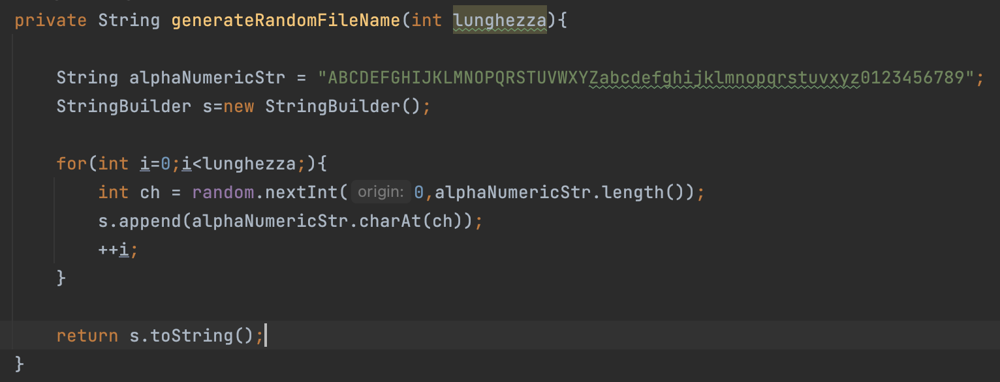 private String generateRandomFileName(int lunghezza){
String alphaNumericStr = "ABCDEFGHIJKLMNOPQRSTUVWXYZabcdefghijklmnopqrstuvxyz0123456789";
StringBuilder s=new StringBuilder();
for(int i=0;i<lunghezza;){
int ch = random.nextInt( origin: 0,alphaNumericStr.length());
s.append(alphaNumericStr.charAt(ch));
++i;
}
return s.toString();
}